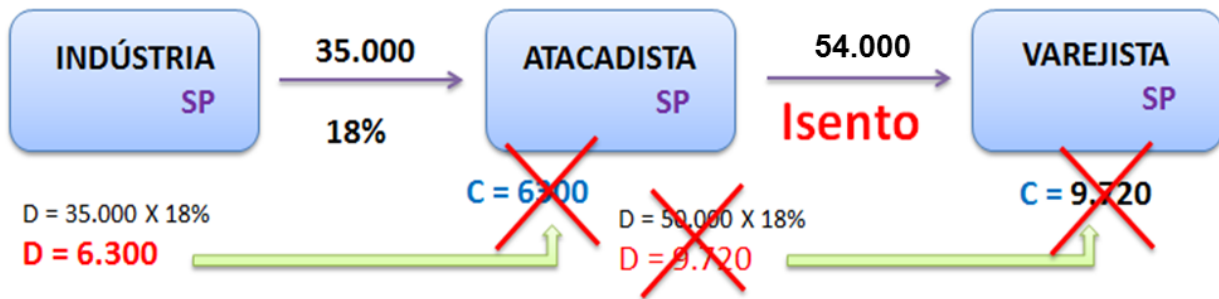 INDÚSTRIA
SP
35.000
18%
ATACADISTA
SP
54.000
Isento
VAREJISTA
SP
C = 6300
C = 9.720
D = 35.000 X 18%
D = 6.300
D = 50.000 X 18%
D = 9.720